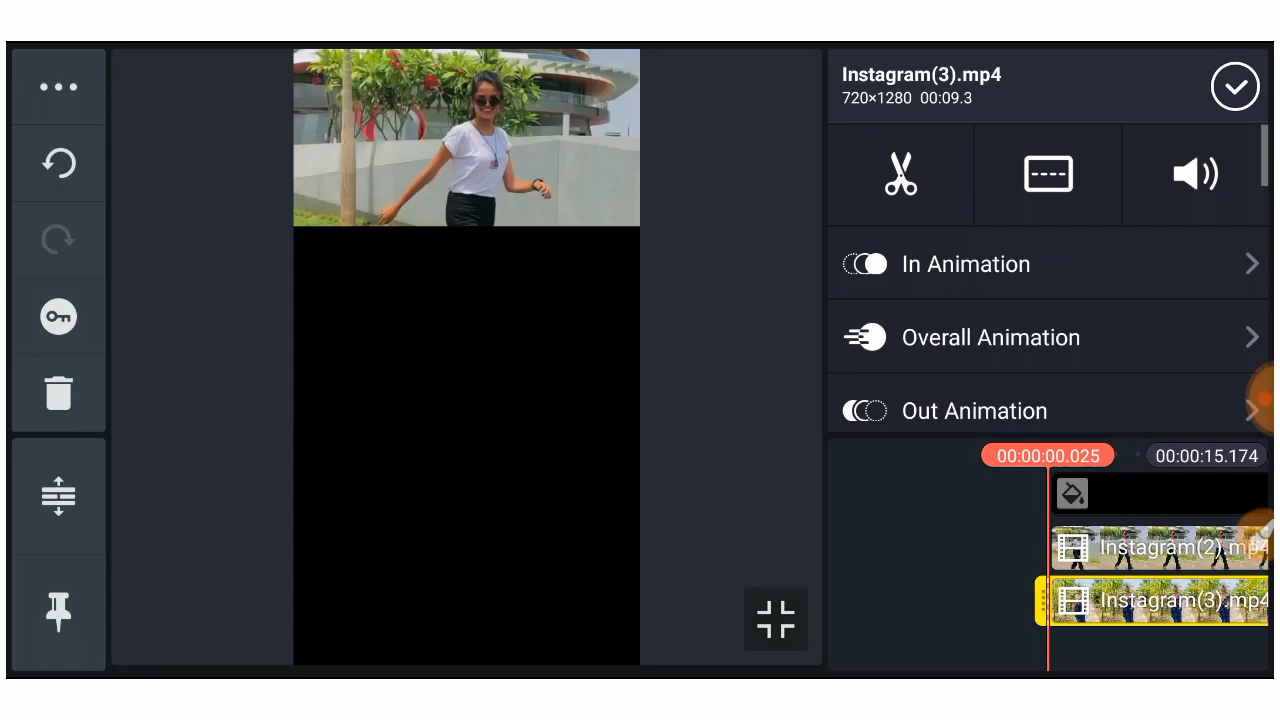 Instagram(3).mp4
720×1280 00:09.3
In Animation
Overall Animation
Out Animation
00:00:00.025
00:00:15.174
Instagram(2).mp4
Instagram(3).mp4